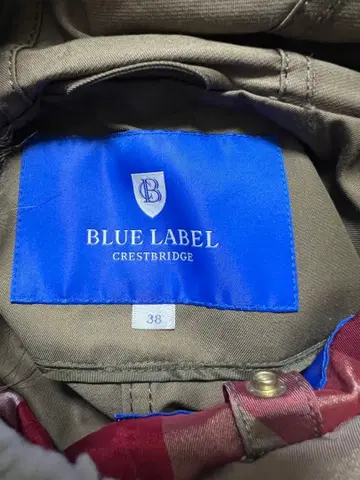 CB
BLUE LABEL
CRESTBRIDGE
38